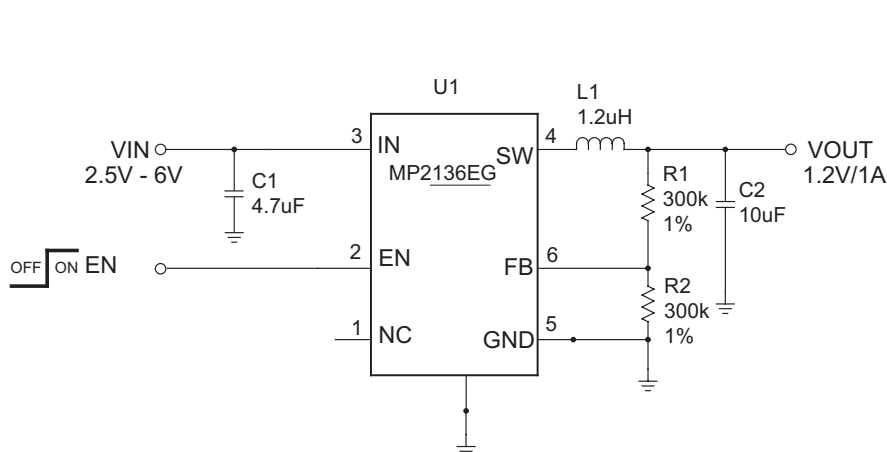 U1
L1
1.2uH
3
4
VIN
IN
SW
VOUT
2.5V - 6V
MP2136EG
1.2V/1A
C1
4.7uF
R1
300k
1%
C2
10uF
2
6
OFF
ON
EN
EN
FB
R2
300k
1%
1
5
NC
GND